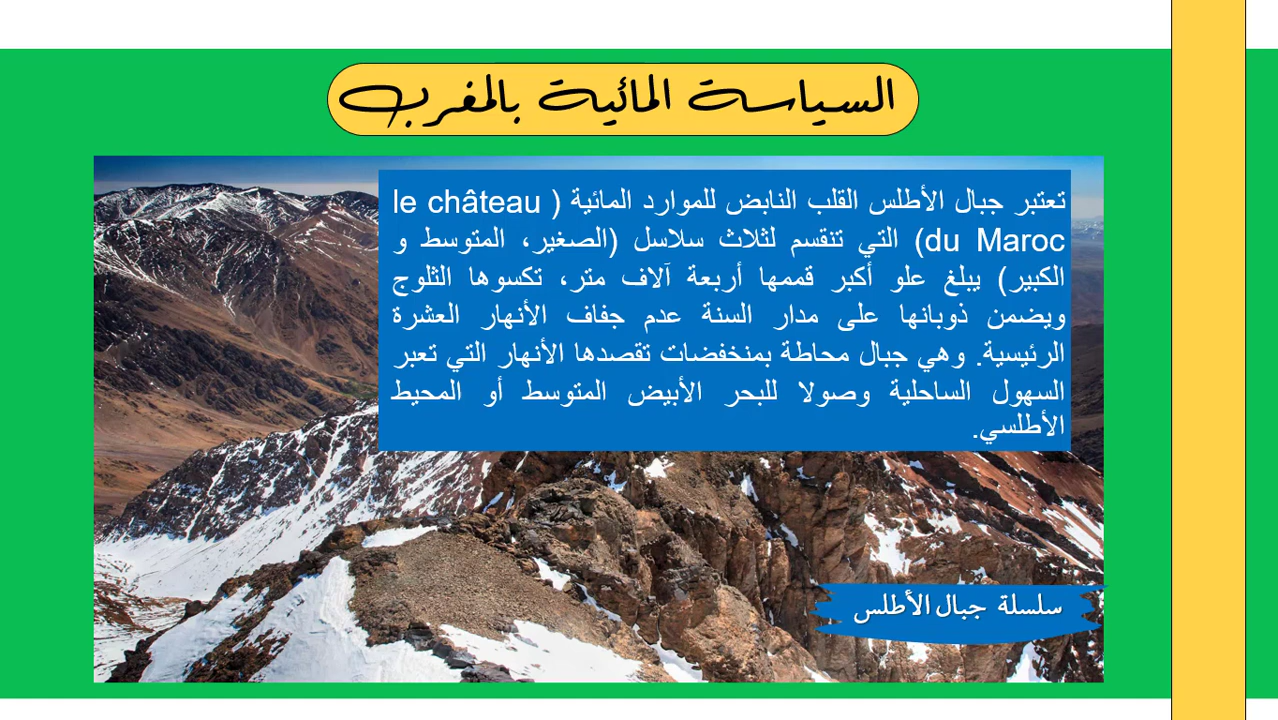 السياسة المائية بالمغرب
تعتبر جبال الأطلس القلب النابض للموارد المائية ( le château
du Maroc) التي تنقسم لثلاث سلاسل (الصغير، المتوسط و
الكبير) يبلغ علو أكبر قممها أربعة آلاف متر، تكسوها الثلوج
ويضمن ذوبانها على مدار السنة عدم جفاف الأنهار العشرة
الرئيسية. وهي جبال محاطة بمنخفضات تقصدها الأنهار التي تعبر
السهول الساحلية وصولا للبحر الأبيض المتوسط أو المحيط
الأطلسي.
سلسلة جبال الأطلس